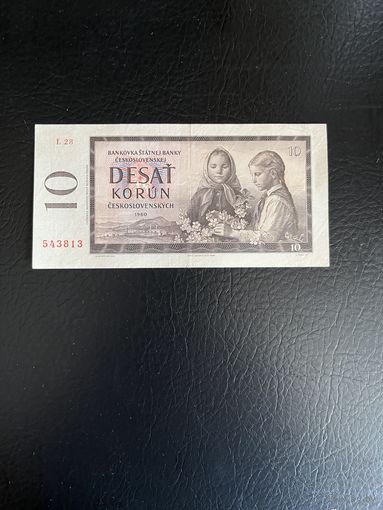 L 28
10
543813
BANKOVKA ŠTÁTNEJ BANKY
ČESKOSLOVENSKEJ
DESAŤ
KORÚN
ČESKOSLOVENSKÝCH
1960
10
10